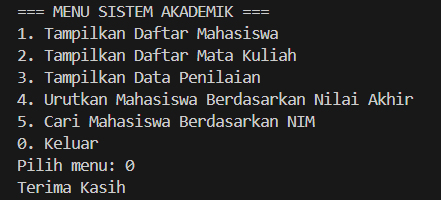 === MENU SISTEM AKADEMIK ===
1. Tampilkan Daftar Mahasiswa
2. Tampilkan Daftar Mata Kuliah
3. Tampilkan Data Penilaian
4. Urutkan Mahasiswa Berdasarkan Nilai Akhir
5. Cari Mahasiswa Berdasarkan NIM
0. Keluar
Pilih menu: 0
Terima Kasih